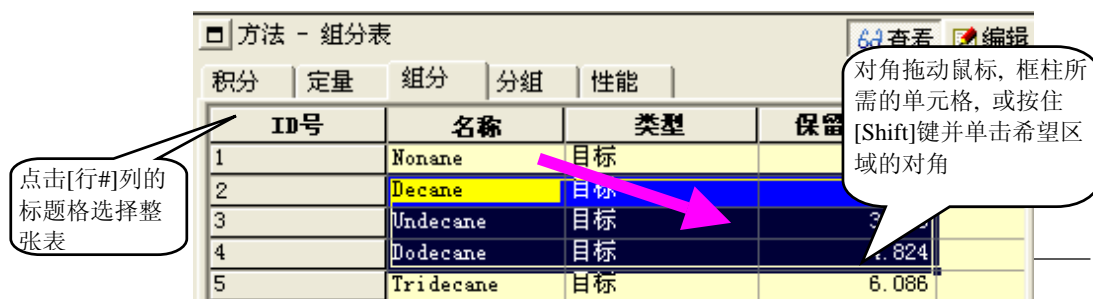 方法 - 组分表
查看 编辑
积分 定量 组分 分组 性能
ID号 名称 类型 保留
1 Nonane 目标
2 Decane 目标
3 Undecane 目标 3
4 Dodecane 目标 .824
5 Tridecane 目标 6.086
点击[行#]列的
标题格选择整
张表
对角拖动鼠标, 框柱所
需的单元格, 或按住
[Shift]键并单击希望区
域的对角